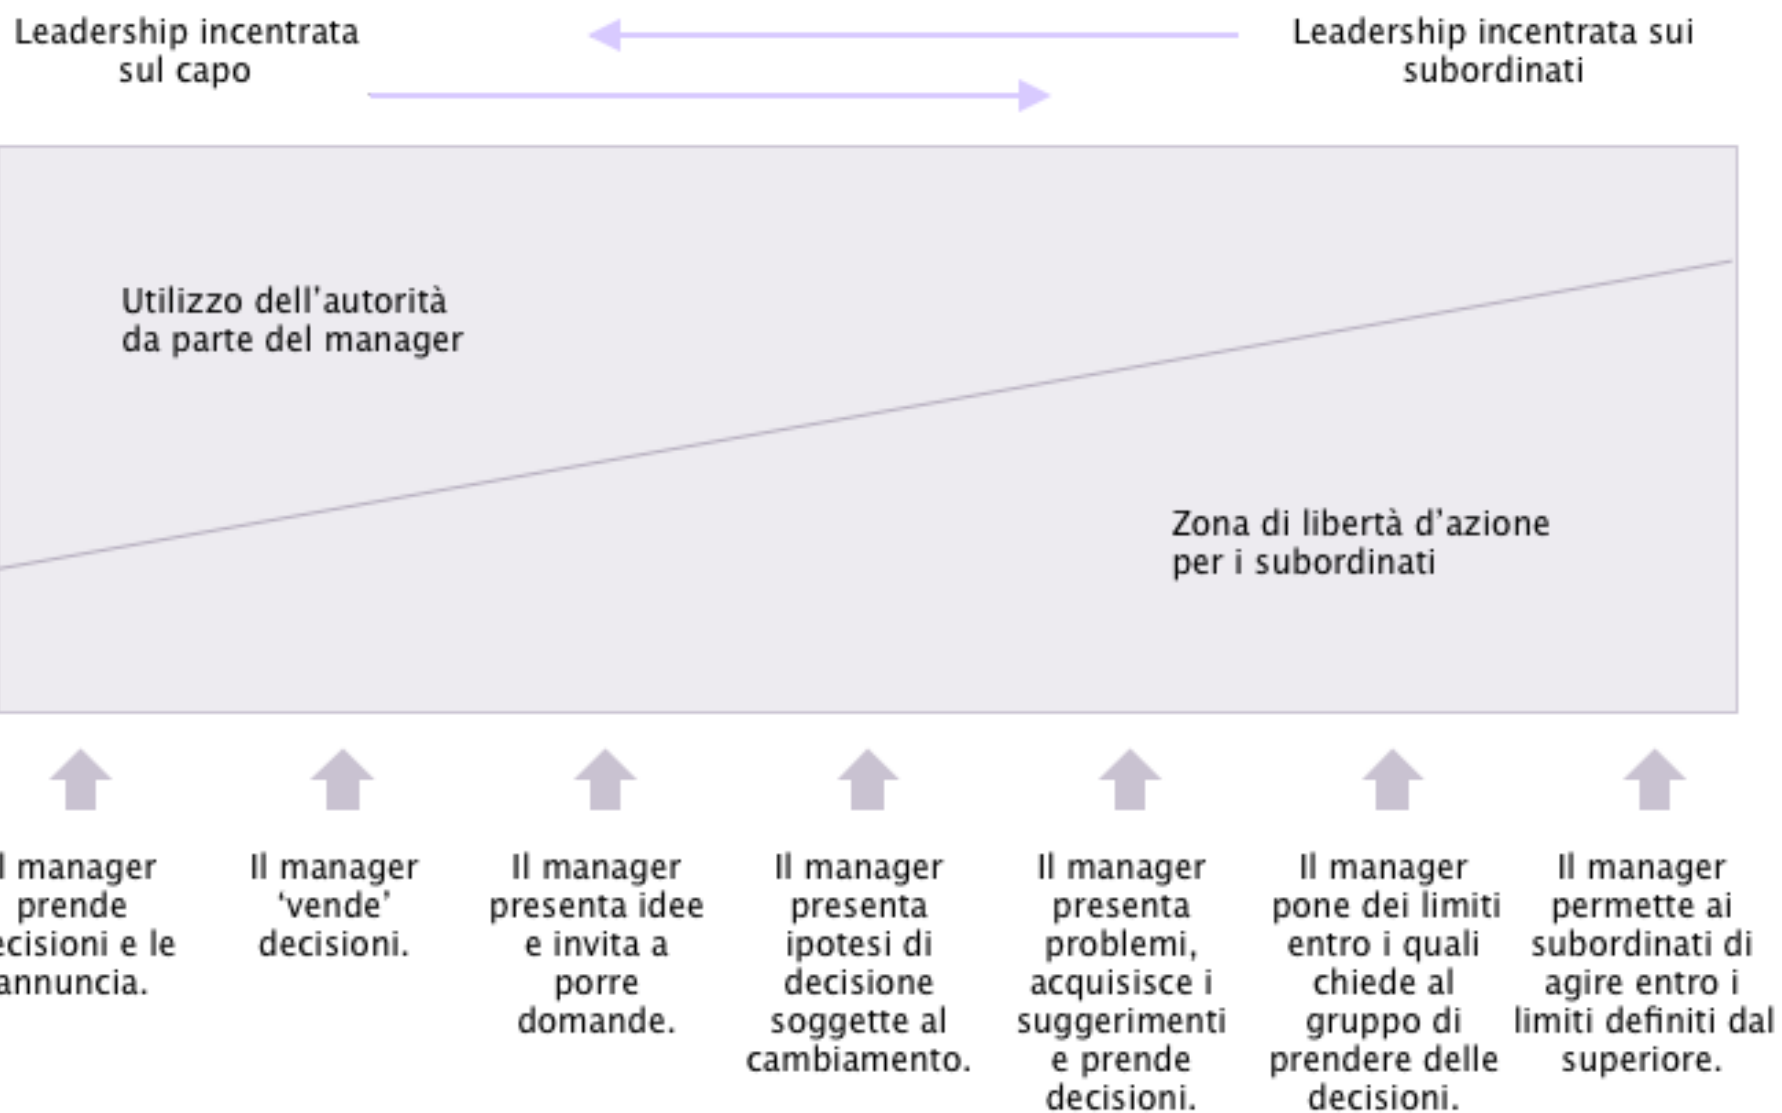 Leadership incentrata
sul capo
Leadership incentrata sui
subordinati
Utilizzo dell'autorità
da parte del manager
Zona di libertà d'azione
per i subordinati
l manager
prende
ecisioni e le
annuncia.
Il manager
‘vende’
decisioni.
Il manager
presenta idee
e invita a
porre
domande.
Il manager
presenta
ipotesi di
decisione
soggette al
cambiamento.
Il manager
presenta
problemi,
acquisisce i
suggerimenti
e prende
decisioni.
Il manager
pone dei limiti
entro i quali
chiede al
gruppo di
prendere delle
decisioni.
Il manager
permette ai
subordinati di
agire entro i
limiti definiti dal
superiore.